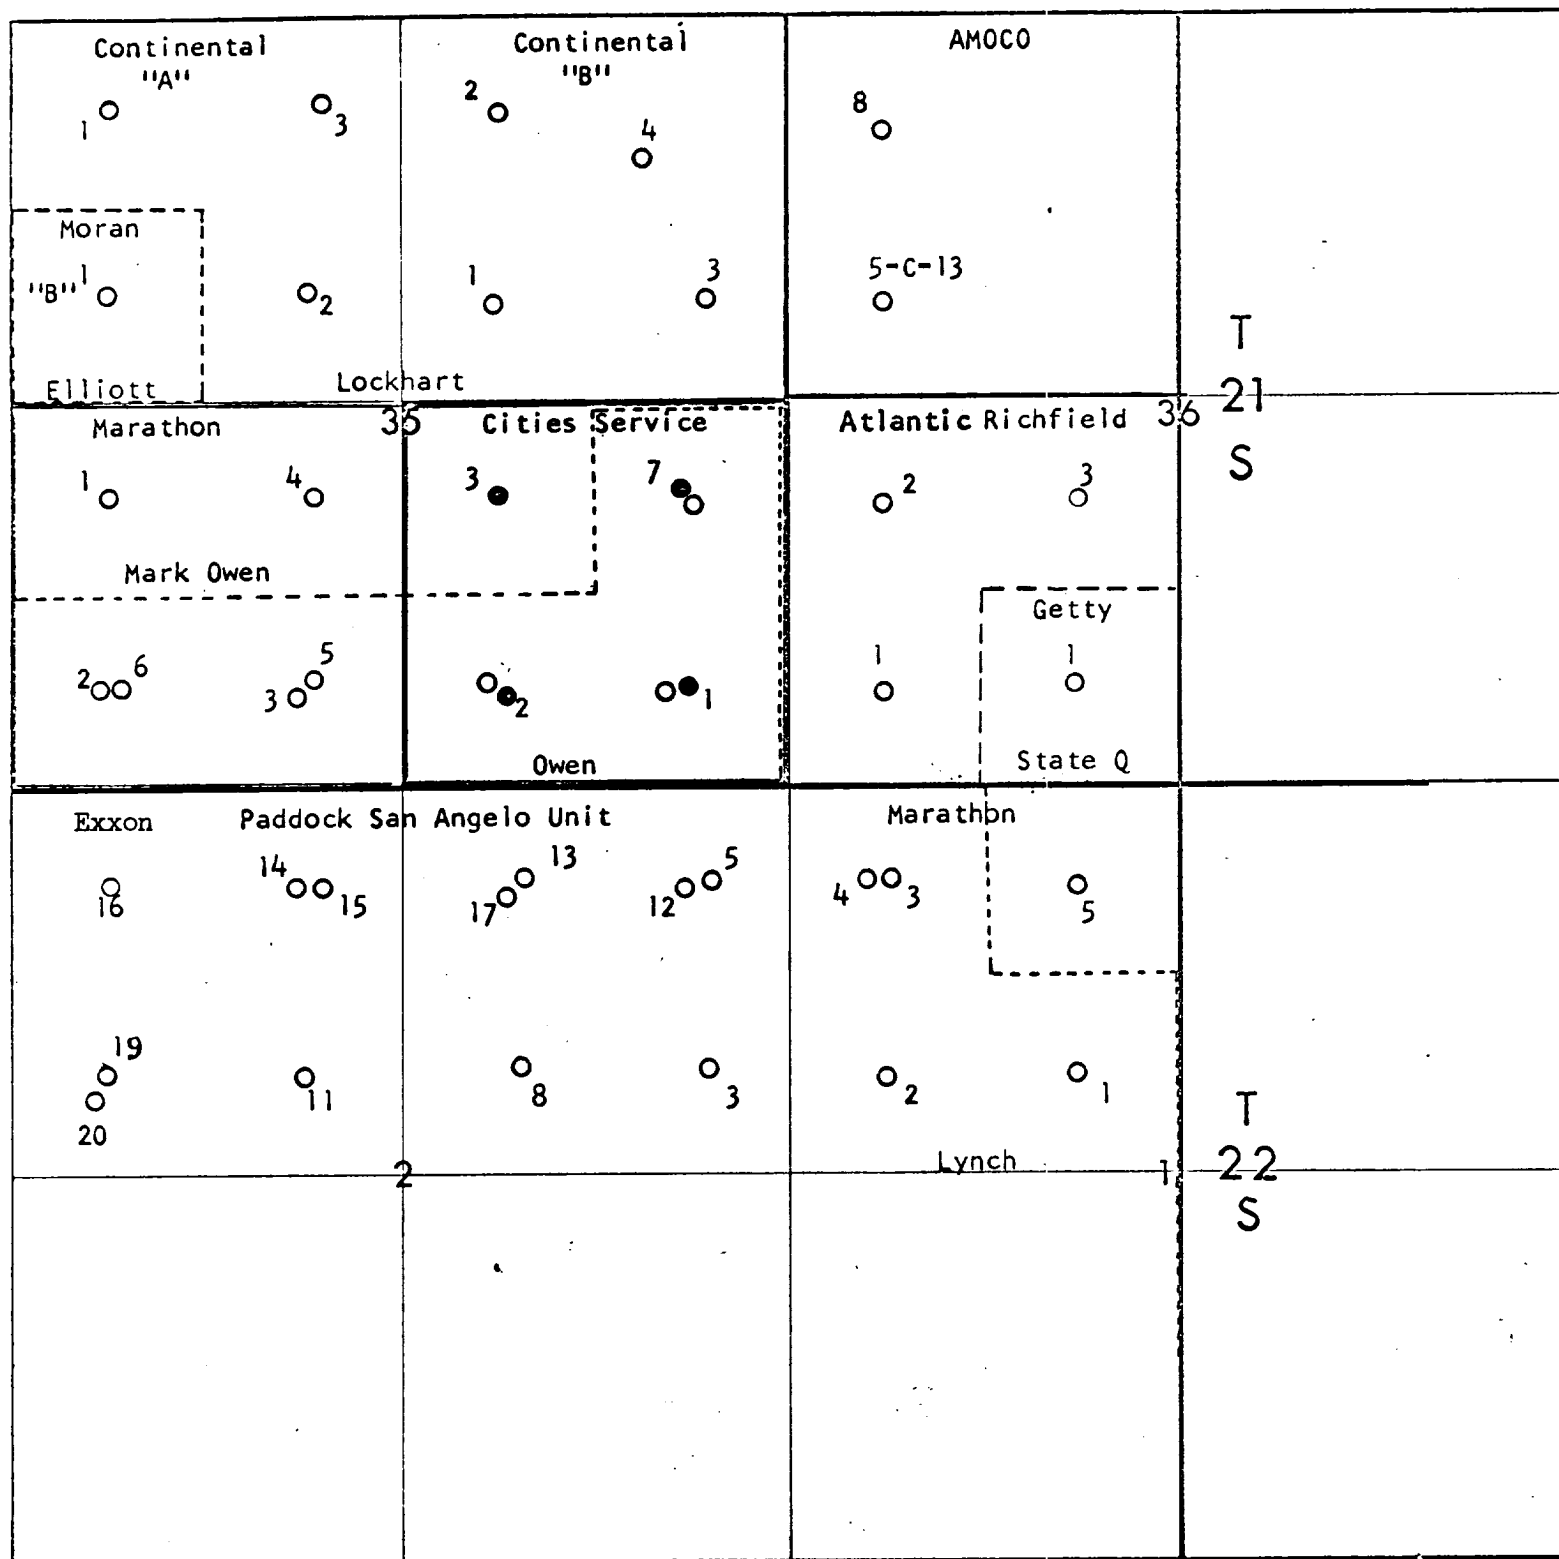 Continental
"A"
1
3
Continental
"B"
2
4
AMOCO
8
Moran
"B" 1
2
Elliott
Lockhart
1
3
5-C-13
T
21
S
35
36
Marathon
1
4
Mark Owen
2
6
3
5
Cities Service
3
7
2
1
Owen
Atlantic Richfield
2
3
1
Getty
1
State Q
Exxon
Paddock San Angelo Unit
16
14
15
17
13
12
5
19
20
11
8
3
Marathon
4
3
5
2
1
Lynch
2
1
T
22
S